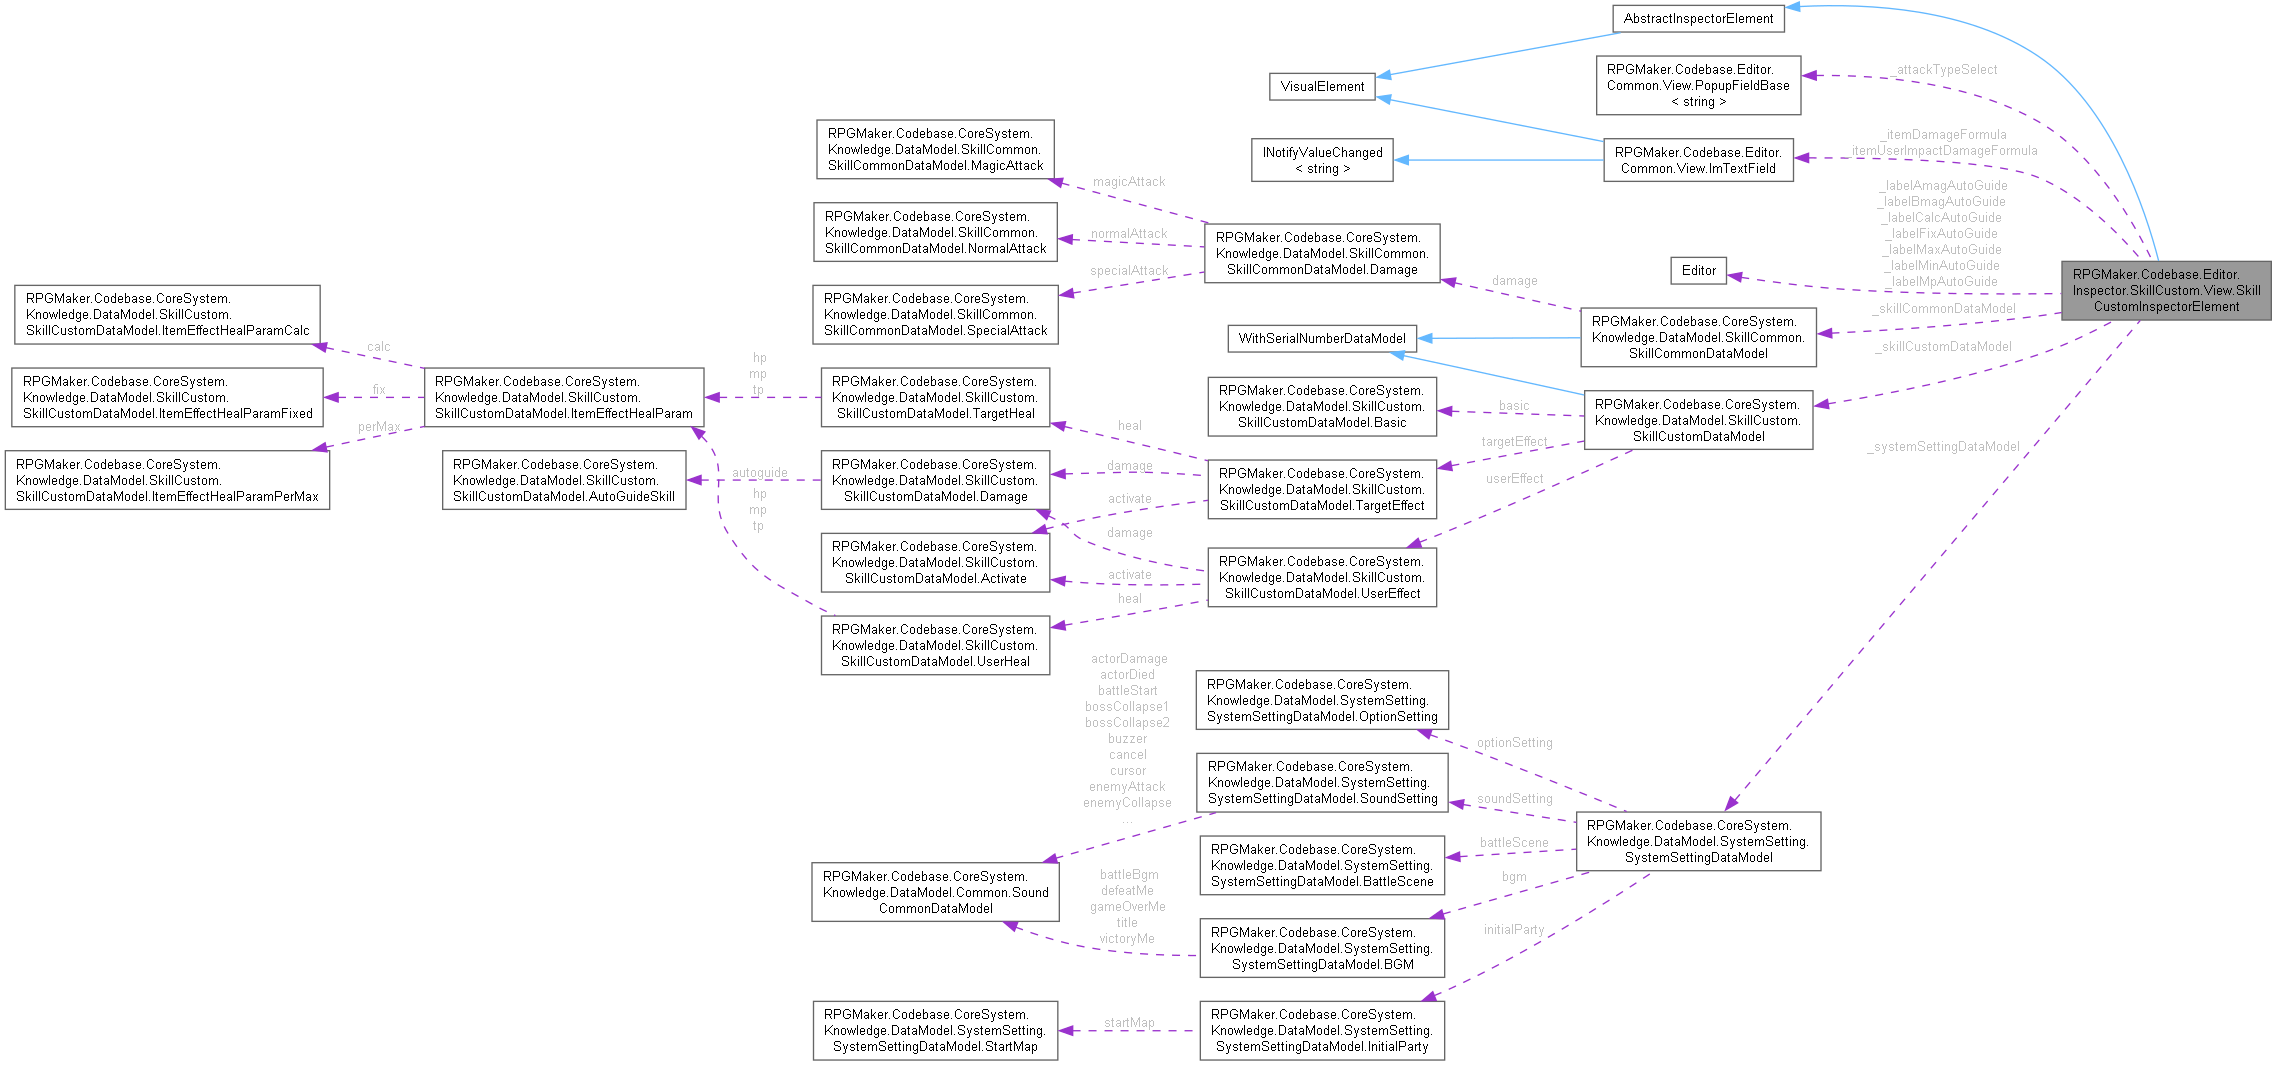 AbstractInspectorElement
RPGMaker.Codebase.Editor.
Common.View.PopupFieldBase
< string >
_attackTypeSelect
VisualElement
INotifyValueChanged
< string >
RPGMaker.Codebase.Editor.
Common.View.ImTextField
_itemDamageFormula
_itemUserImpactDamageFormula
_labelAmagAutoGuide
_labelBmagAutoGuide
_labelCalcAutoGuide
_labelFixAutoGuide
_labelMaxAutoGuide
_labelMinAutoGuide
_labelMpAutoGuide
Editor
RPGMaker.Codebase.Editor.
Inspector.SkillCustom.View.Skill
CustomInspectorElement
RPGMaker.Codebase.CoreSystem.
Knowledge.DataModel.SkillCommon.
SkillCommonDataModel.MagicAttack
magicAttack
RPGMaker.Codebase.CoreSystem.
Knowledge.DataModel.SkillCommon.
SkillCommonDataModel.NormalAttack
normalAttack
RPGMaker.Codebase.CoreSystem.
Knowledge.DataModel.SkillCommon.
SkillCommonDataModel.SpecialAttack
specialAttack
RPGMaker.Codebase.CoreSystem.
Knowledge.DataModel.SkillCommon.
SkillCommonDataModel.Damage
damage
RPGMaker.Codebase.CoreSystem.
Knowledge.DataModel.SkillCommon.
SkillCommonDataModel
_skillCommonDataModel
WithSerialNumberDataModel
RPGMaker.Codebase.CoreSystem.
Knowledge.DataModel.SkillCustom.
SkillCustomDataModel.ItemEffectHealParamCalc
calc
RPGMaker.Codebase.CoreSystem.
Knowledge.DataModel.SkillCustom.
SkillCustomDataModel.ItemEffectHealParamFixed
fix
RPGMaker.Codebase.CoreSystem.
Knowledge.DataModel.SkillCustom.
SkillCustomDataModel.ItemEffectHealParamPerMax
perMax
RPGMaker.Codebase.CoreSystem.
Knowledge.DataModel.SkillCustom.
SkillCustomDataModel.ItemEffectHealParam
hp
mp
tp
RPGMaker.Codebase.CoreSystem.
Knowledge.DataModel.SkillCustom.
SkillCustomDataModel.TargetHeal
heal
RPGMaker.Codebase.CoreSystem.
Knowledge.DataModel.SkillCustom.
SkillCustomDataModel.Basic
basic
RPGMaker.Codebase.CoreSystem.
Knowledge.DataModel.SkillCustom.
SkillCustomDataModel
_skillCustomDataModel
RPGMaker.Codebase.CoreSystem.
Knowledge.DataModel.SkillCustom.
SkillCustomDataModel.AutoGuideSkill
autoguide
hp
mp
tp
RPGMaker.Codebase.CoreSystem.
Knowledge.DataModel.SkillCustom.
SkillCustomDataModel.Damage
damage
activate
RPGMaker.Codebase.CoreSystem.
Knowledge.DataModel.SkillCustom.
SkillCustomDataModel.TargetEffect
targetEffect
userEffect
_systemSettingDataModel
RPGMaker.Codebase.CoreSystem.
Knowledge.DataModel.SkillCustom.
SkillCustomDataModel.Activate
damage
activate
heal
RPGMaker.Codebase.CoreSystem.
Knowledge.DataModel.SkillCustom.
SkillCustomDataModel.UserEffect
RPGMaker.Codebase.CoreSystem.
Knowledge.DataModel.SkillCustom.
SkillCustomDataModel.UserHeal
actorDamage
actorDied
battleStart
bossCollapse1
bossCollapse2
buzzer
cancel
cursor
enemyAttack
enemyCollapse
...
RPGMaker.Codebase.CoreSystem.
Knowledge.DataModel.SystemSetting.
SystemSettingDataModel.OptionSetting
optionSetting
RPGMaker.Codebase.CoreSystem.
Knowledge.DataModel.SystemSetting.
SystemSettingDataModel.SoundSetting
soundSetting
RPGMaker.Codebase.CoreSystem.
Knowledge.DataModel.SystemSetting.
SystemSettingDataModel
RPGMaker.Codebase.CoreSystem.
Knowledge.DataModel.SystemSetting.
SystemSettingDataModel.BattleScene
battleScene
RPGMaker.Codebase.CoreSystem.
Knowledge.DataModel.Common.Sound
CommonDataModel
battleBgm
defeatMe
gameOverMe
title
victoryMe
RPGMaker.Codebase.CoreSystem.
Knowledge.DataModel.SystemSetting.
SystemSettingDataModel.BGM
bgm
initialParty
RPGMaker.Codebase.CoreSystem.
Knowledge.DataModel.SystemSetting.
SystemSettingDataModel.StartMap
startMap
RPGMaker.Codebase.CoreSystem.
Knowledge.DataModel.SystemSetting.
SystemSettingDataModel.InitialParty